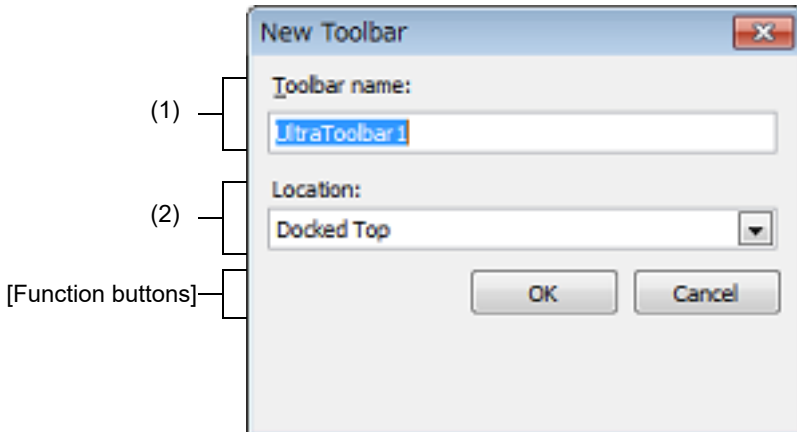 New Toolbar
(1)
Toolbar name:
UltraToolbar1
(2)
Location:
Docked Top
[Function buttons]
OK
Cancel